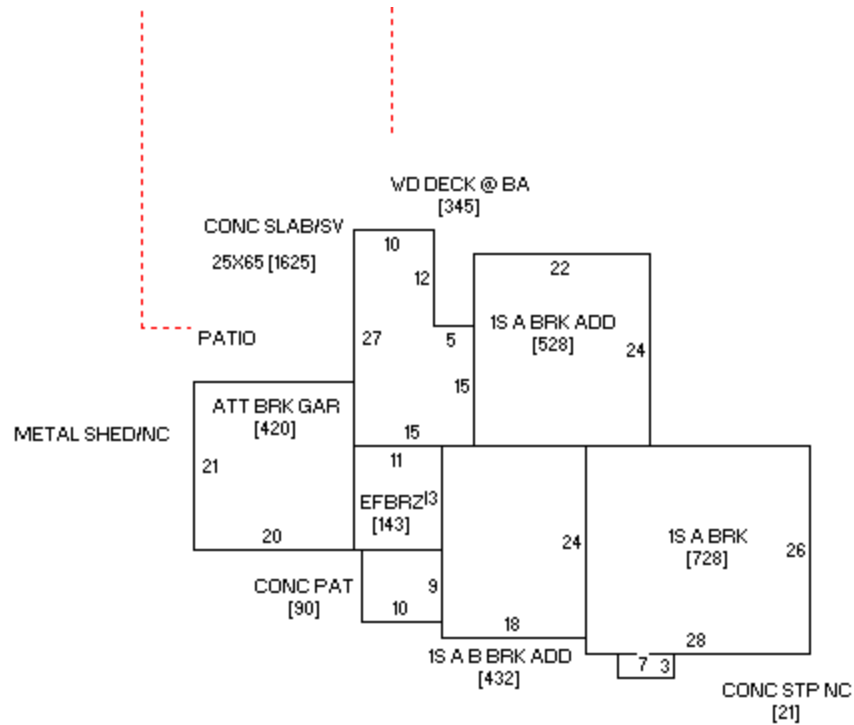 WD DECK @ BA
[345]
CONC SLAB/SV
25X65 [1625]
10
12
22
1S A BRK ADD
[528]
PATIO
27
5
24
15
ATT BRK GAR
[420]
METAL SHED/NC
15
21
11
EFBRZ
13
[143]
20
24
1S A BRK
[728]
26
CONC PAT
[90]
9
10
18
28
1S A B BRK ADD
[432]
7
3
CONC STP NC
[21]